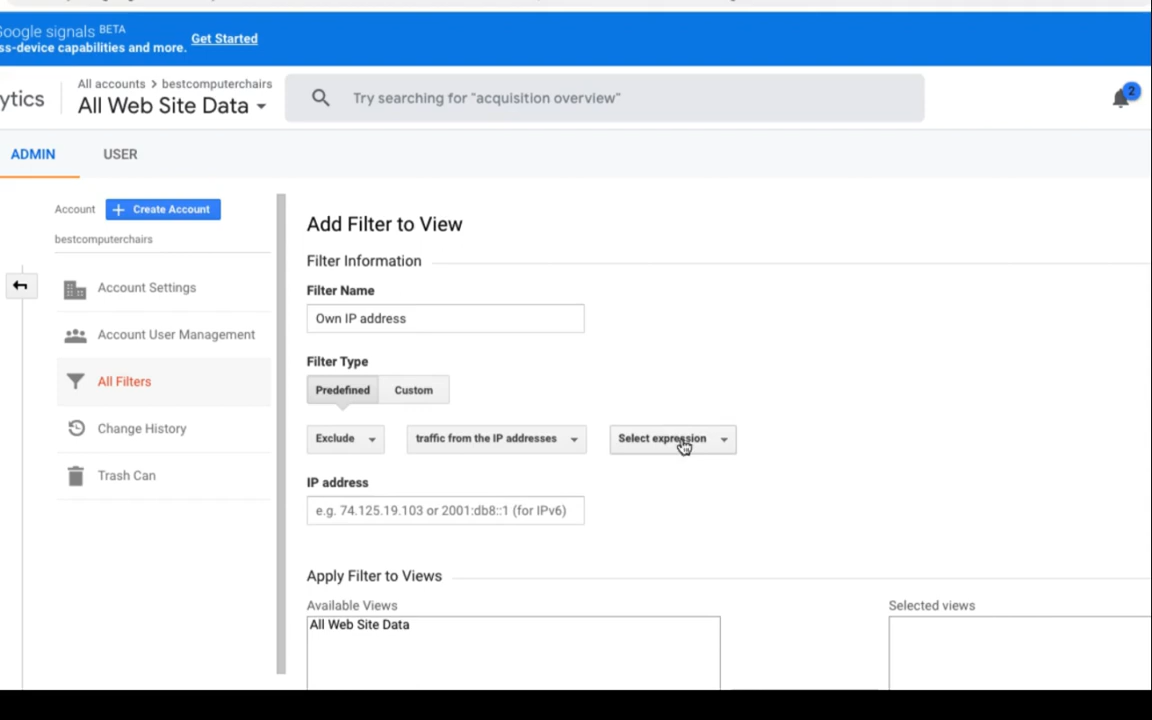 Google signals BETA
ss-device capabilities and more. Get Started
ytics
All accounts > bestcomputerchairs
All Web Site Data
Try searching for "acquisition overview"
2
ADMIN USER
Account + Create Account
bestcomputerchairs
Account Settings
Account User Management
All Filters
Change History
Trash Can
Add Filter to View
Filter Information
Filter Name
Own IP address
Filter Type
Predefined Custom
Exclude traffic from the IP addresses Select expression
IP address
e.g. 74.125.19.103 or 2001:db8::1 (for IPv6)
Apply Filter to Views
Available Views Selected views
All Web Site Data